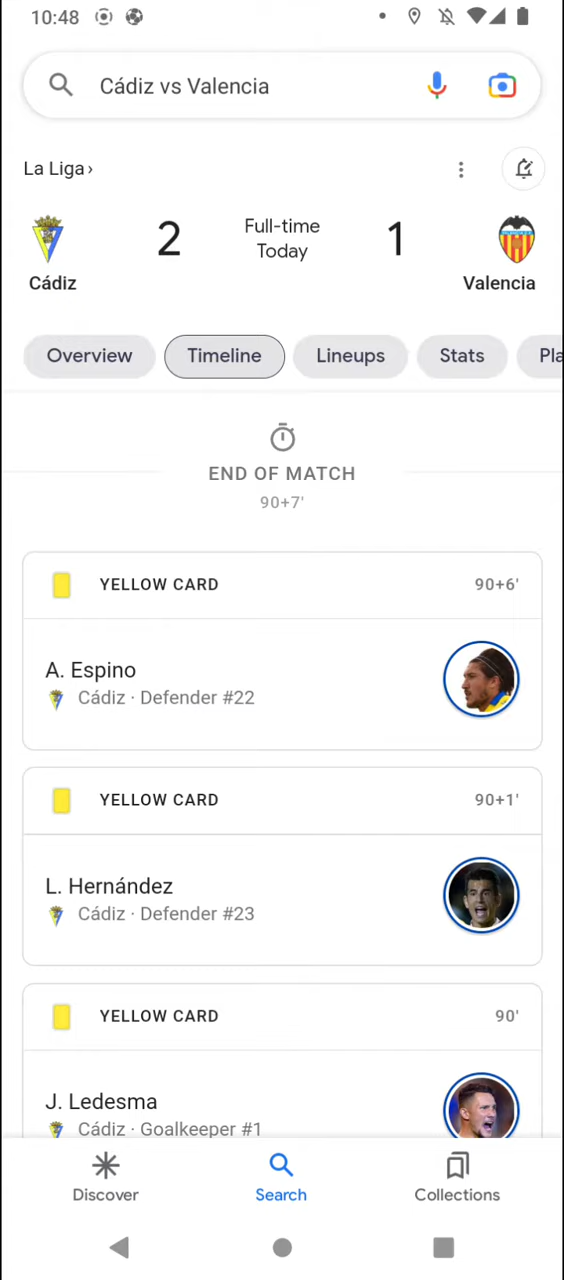 10:48
Cádiz vs Valencia
La Liga ›
2 Full-time 1
Today
Cádiz Valencia
Overview Timeline Lineups Stats Pla
END OF MATCH
90+7'
YELLOW CARD 90+6'
A. Espino
Cádiz · Defender #22
YELLOW CARD 90+1'
L. Hernández
Cádiz · Defender #23
YELLOW CARD 90'
J. Ledesma
Cádiz · Goalkeeper #1
Discover Search Collections